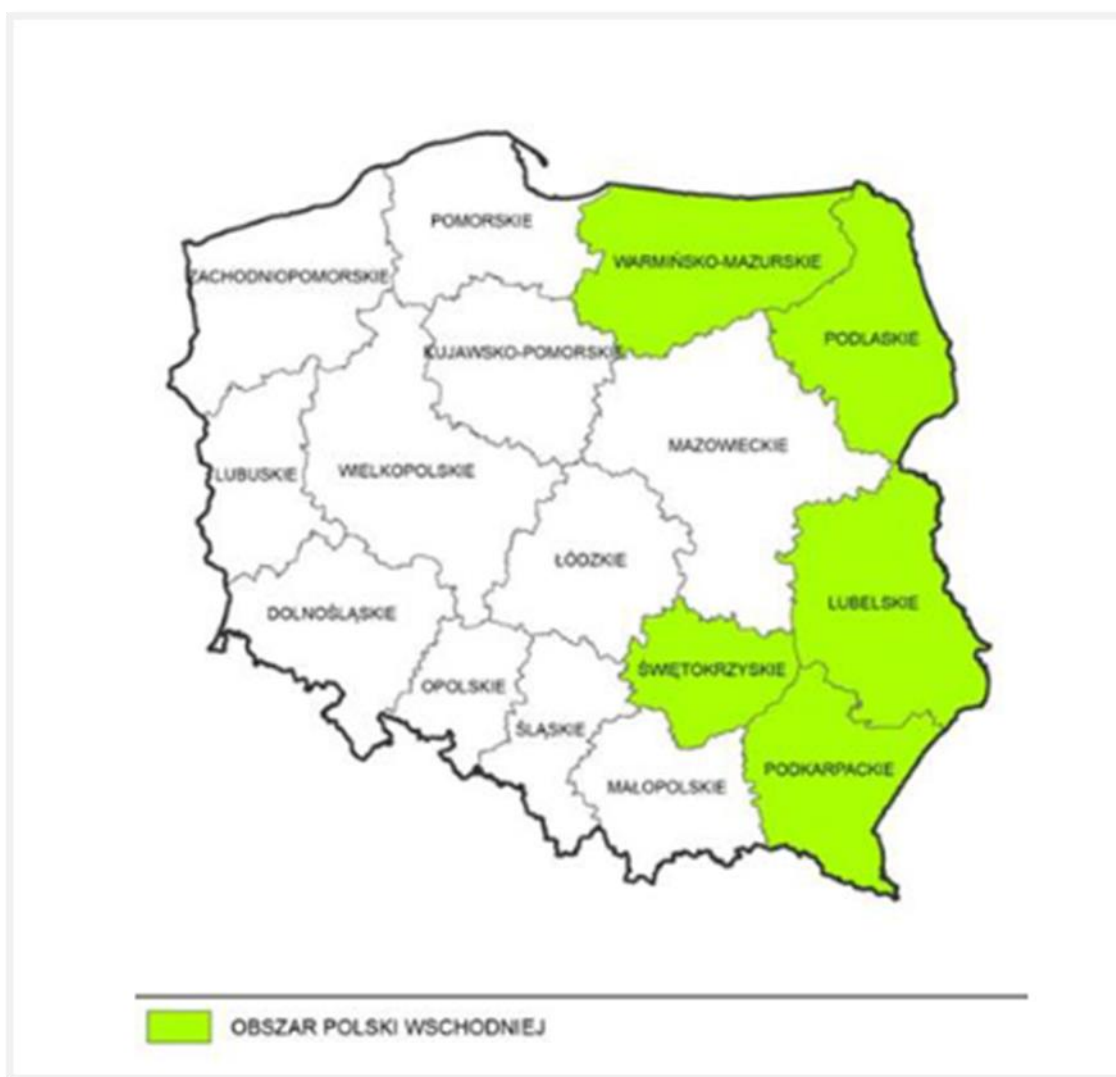 POMORSKIE
WARMIŃSKO-MAZURSKIE
ZACHODNIOPOMORSKIE
PODLASKIE
KUJAWSKO-POMORSKIE
MAZOWIECKIE
LUBUSKIE
WIELKOPOLSKIE
ŁÓDZKIE
LUBELSKIE
DOLNOŚLĄSKIE
ŚWIĘTOKRZYSKIE
OPOLSKIE
ŚLĄSKIE
PODKARPACKIE
MAŁOPOLSKIE
OBSZAR POLSKI WSCHODNIEJ